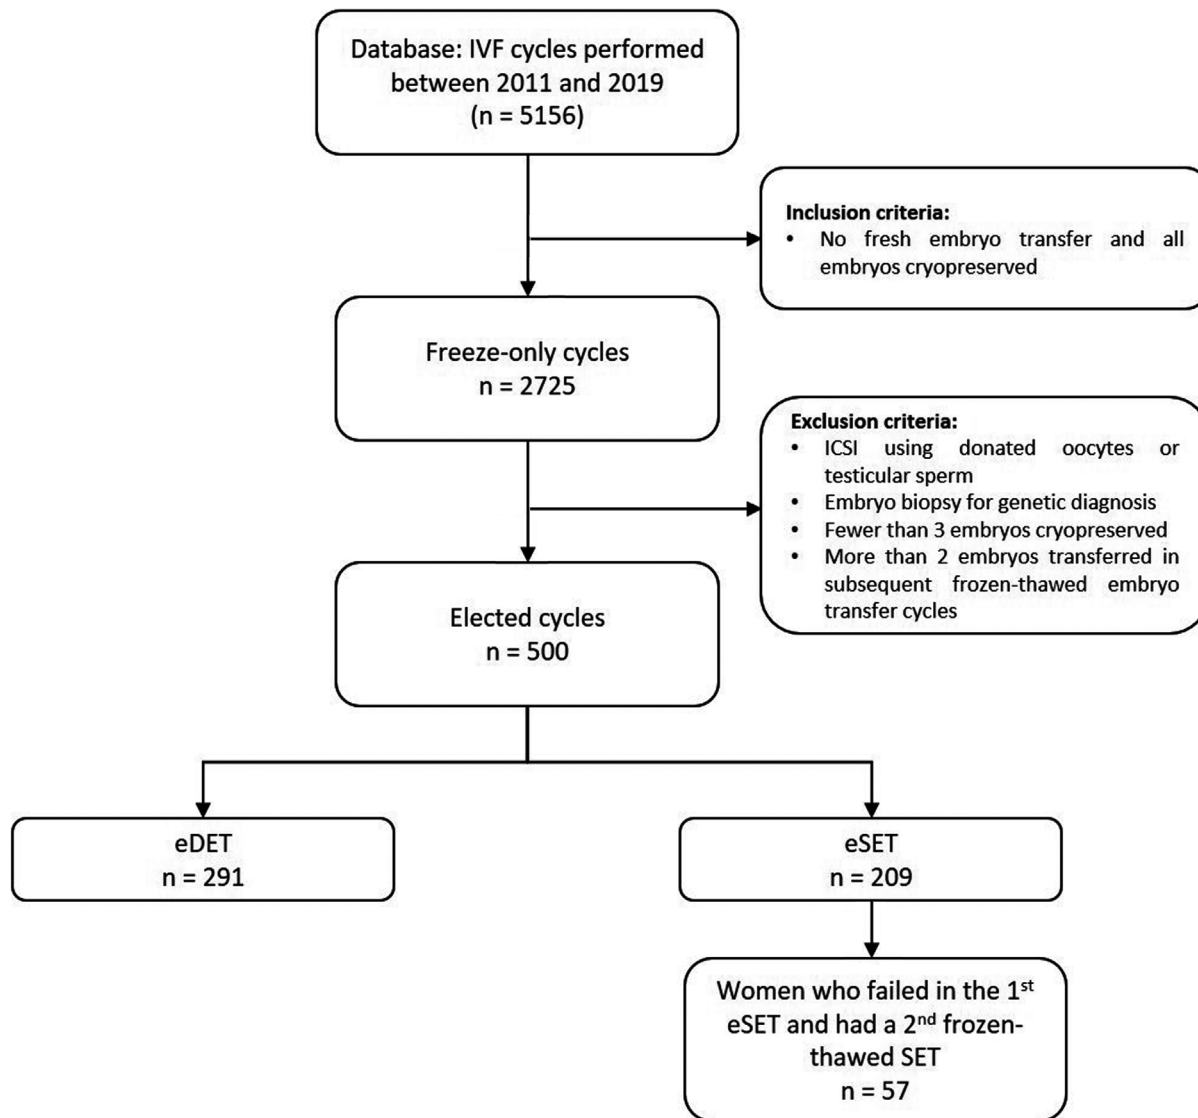 Database: IVF cycles performed
between 2011 and 2019
(n = 5156)
Inclusion criteria:
• No fresh embryo transfer and all
embryos cryopreserved
Freeze-only cycles
n = 2725
Exclusion criteria:
• ICSI using donated oocytes or
testicular sperm
• Embryo biopsy for genetic diagnosis
• Fewer than 3 embryos cryopreserved
• More than 2 embryos transferred in
subsequent frozen-thawed embryo
transfer cycles
Elected cycles
n = 500
eDET
n = 291
eSET
n = 209
Women who failed in the 1st
eSET and had a 2nd frozen-
thawed SET
n = 57